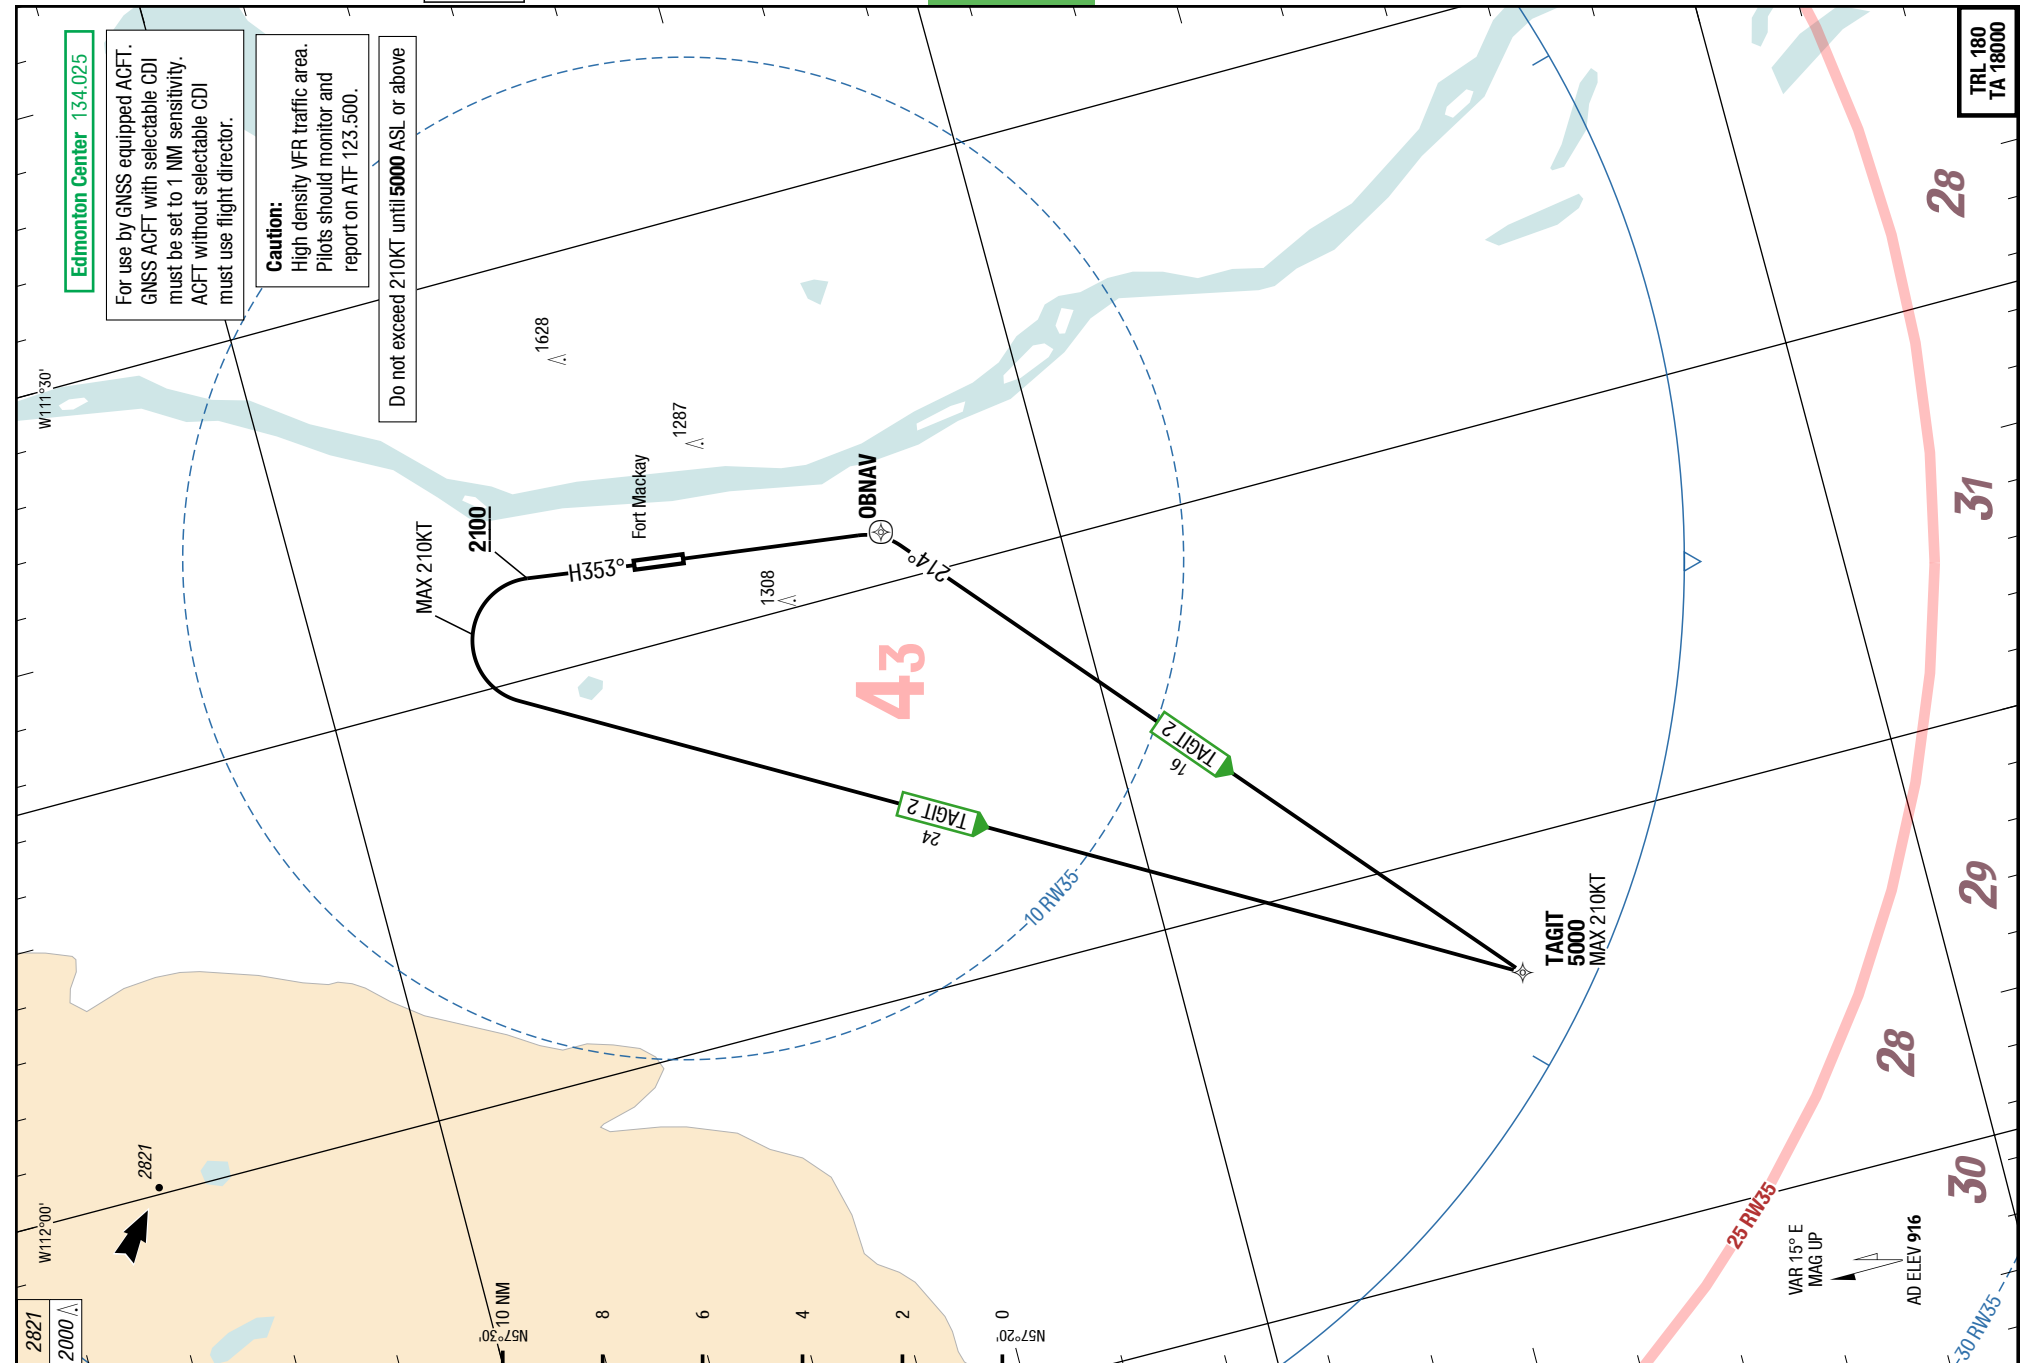 Edmonton Center 134.025
For use by GNSS equipped ACFT.
GNSS ACFT with selectable CDI
must be set to 1 NM sensitivity.
ACFT without selectable CDI
must use flight director.
Caution:
High density VFR traffic area.
Pilots should monitor and
report on ATF 123.500.
Do not exceed 210KT until 5000 ASL or above
TRL 180
TA 18000
W111°30'
1628
1287
Fort Mackay
2100
MAX 210KT
H353°
OBNAV
214°
1308
43
TAGIT 2
16
TAGIT 2
24
10 RW35
TAGIT
5000
MAX 210KT
28
31
29
28
30
25 RW35
30 RW35
VAR 15° E
MAG UP
AD ELEV 916
2821
W112°00'
2821
2000
N57°30'
10 NM
8
6
4
2
0
N57°20'